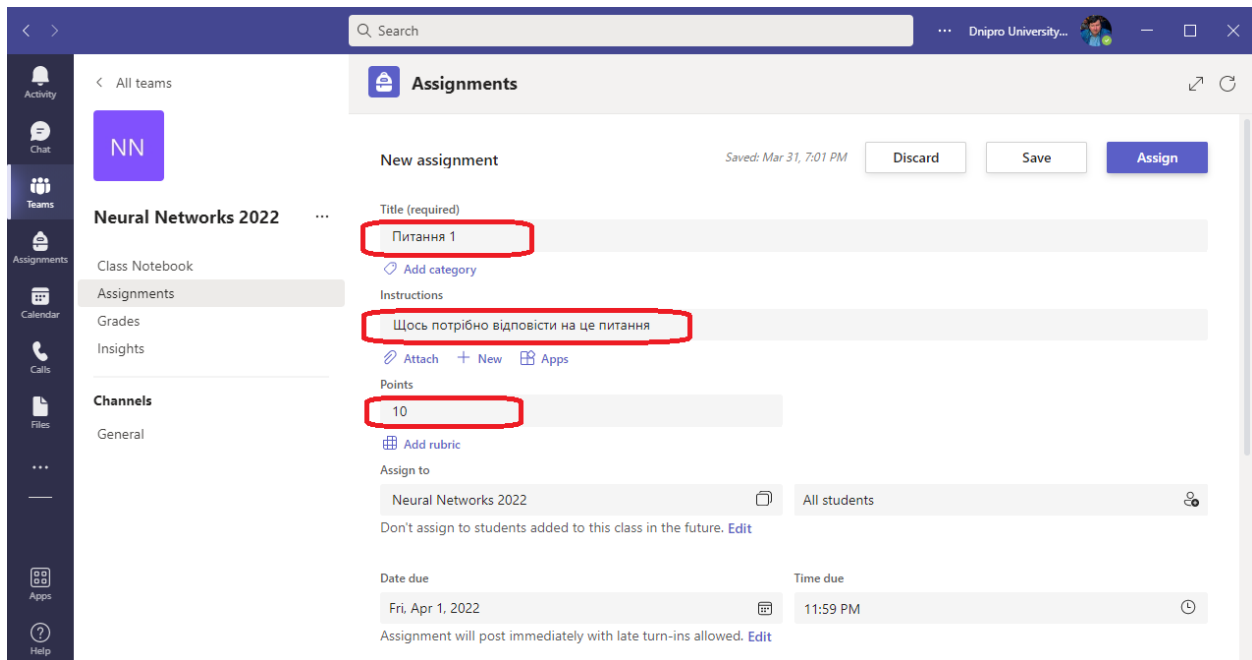 Search
... Dnipro University...
Activity
Chat
Teams
Assignments
Calendar
Calls
Files
...
Apps
Help
All teams
NN
Neural Networks 2022 ...
Class Notebook
Assignments
Grades
Insights
Channels
General
Assignments
New assignment
Saved: Mar 31, 7:01 PM
Discard
Save
Assign
Title (required)
Питання 1
Add category
Instructions
Щось потрібно відповісти на це питання
Attach + New Apps
Points
10
Add rubric
Assign to
Neural Networks 2022
All students
Don't assign to students added to this class in the future. Edit
Date due
Time due
Fri, Apr 1, 2022
11:59 PM
Assignment will post immediately with late turn-ins allowed. Edit